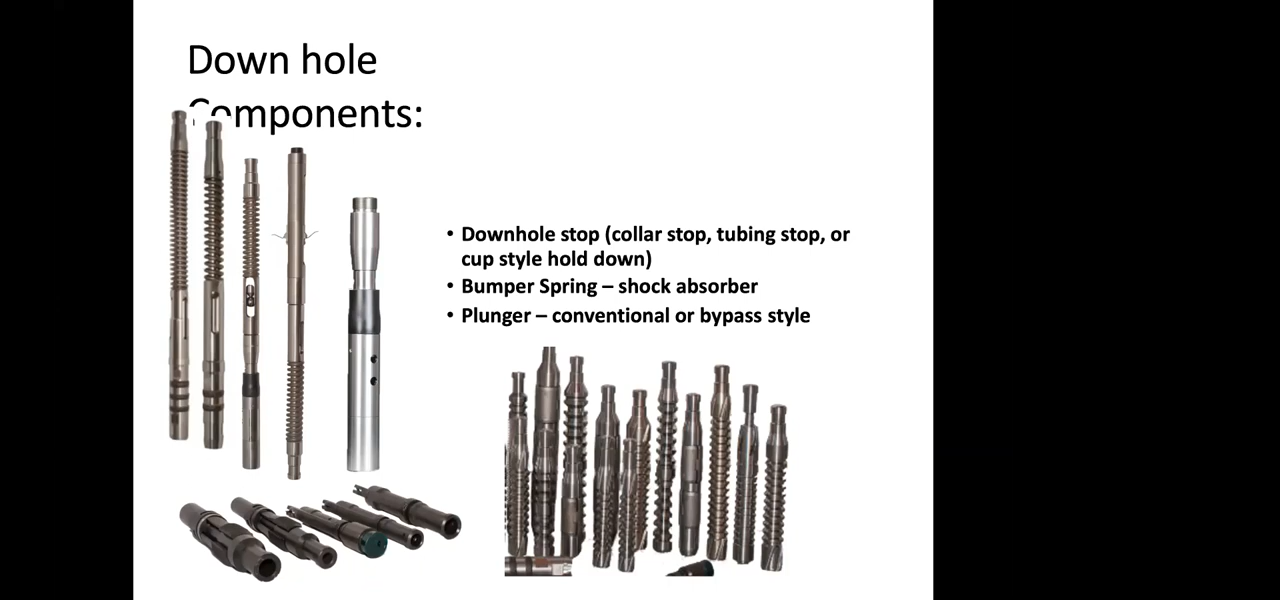 Down hole
Components:
• Downhole stop (collar stop, tubing stop, or
cup style hold down)
• Bumper Spring – shock absorber
• Plunger – conventional or bypass style